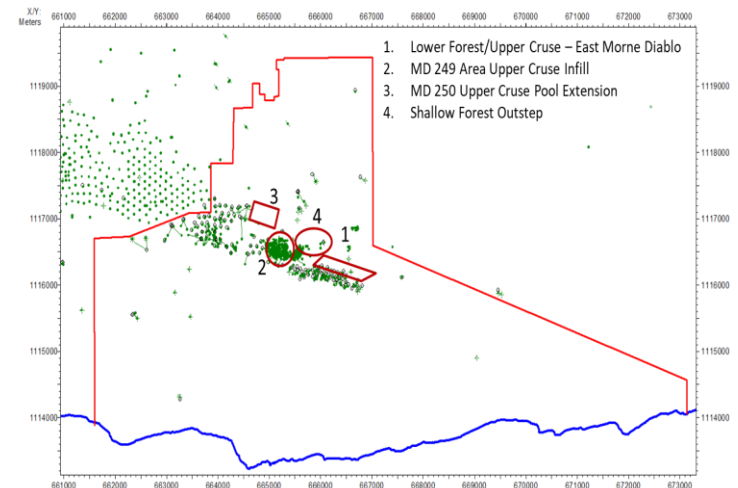 X/Y:
Meters
661000 662000 663000 664000 665000 666000 667000 668000 669000 670000 671000 672000 673000
1. Lower Forest/Upper Cruse – East Morne Diablo
2. MD 249 Area Upper Cruse Infill
3. MD 250 Upper Cruse Pool Extension
4. Shallow Forest Outstep
1119000 1119000
1118000 1118000
1117000 1117000
1116000 1116000
1115000 1115000
1114000 1114000
3
4
1
2
661000 662000 663000 664000 665000 666000 667000 668000 669000 670000 671000 672000 673000